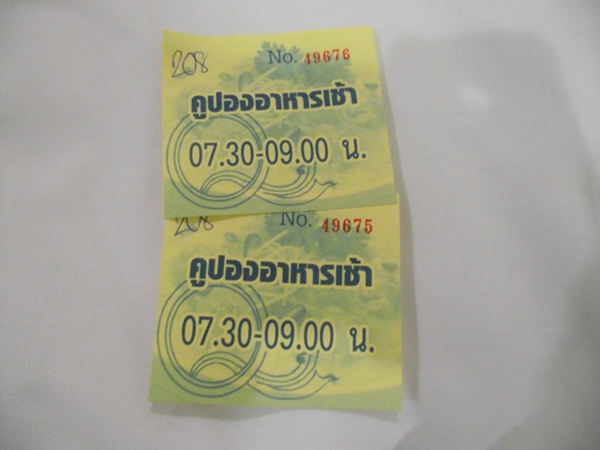 208 No. 49676
คูปองอาหารเช้า
07.30-09.00 น.
208 No. 49675
คูปองอาหารเช้า
07.30-09.00 น.